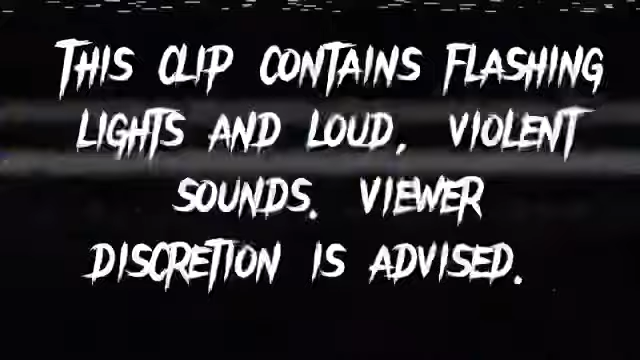 THIS CLIP CONTAINS FLASHING
LIGHTS AND LOUD, VIOLENT
SOUNDS. VIEWER
DISCRETION IS ADVISED.